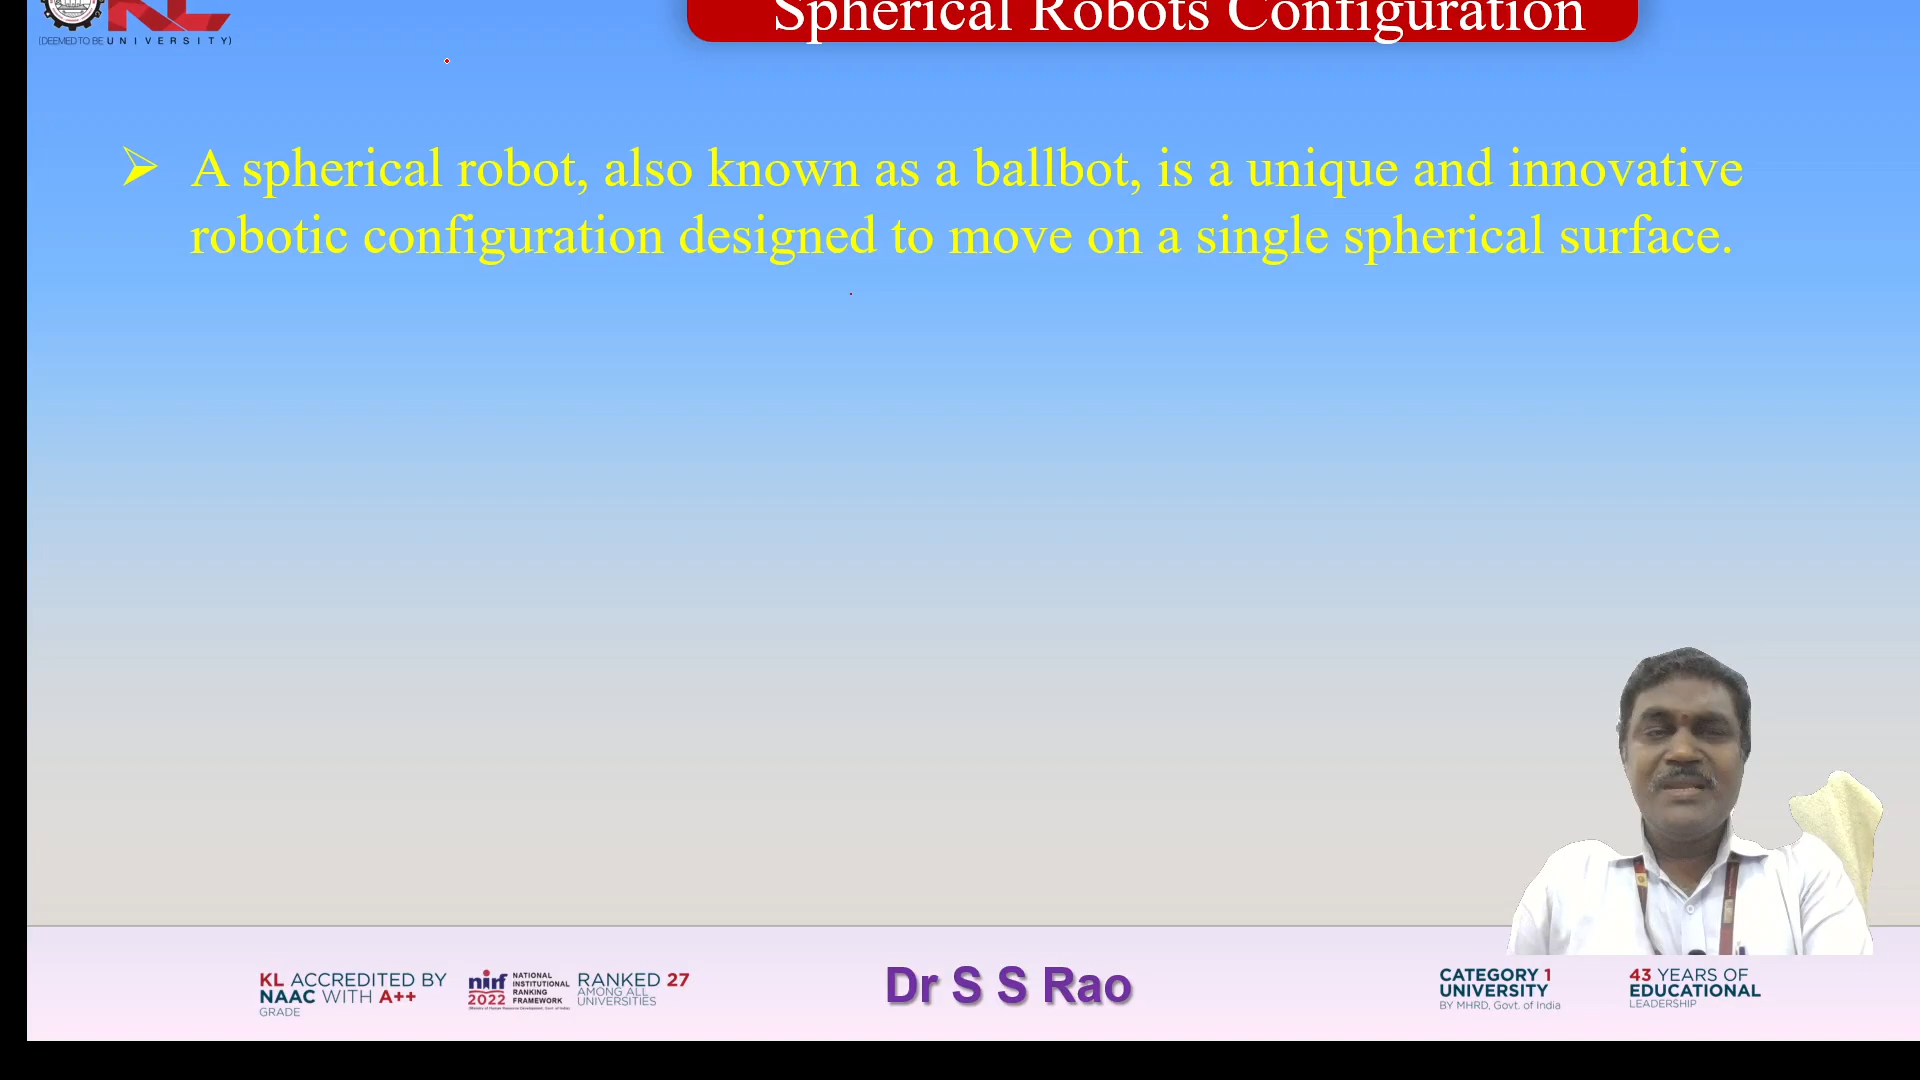 KL
(DEEMED TO BE UNIVERSITY)
Spherical Robots Configuration
➢ A spherical robot, also known as a ballbot, is a unique and innovative
robotic configuration designed to move on a single spherical surface.
KL ACCREDITED BY
NAAC WITH A++
GRADE
nirf
2022
NATIONAL
INSTITUTIONAL
RANKING
FRAMEWORK
RANKED 27
AMONG ALL
UNIVERSITIES
Dr S S Rao
CATEGORY 1
UNIVERSITY
BY MHRD, Govt. of India
43 YEARS OF
EDUCATIONAL
LEADERSHIP